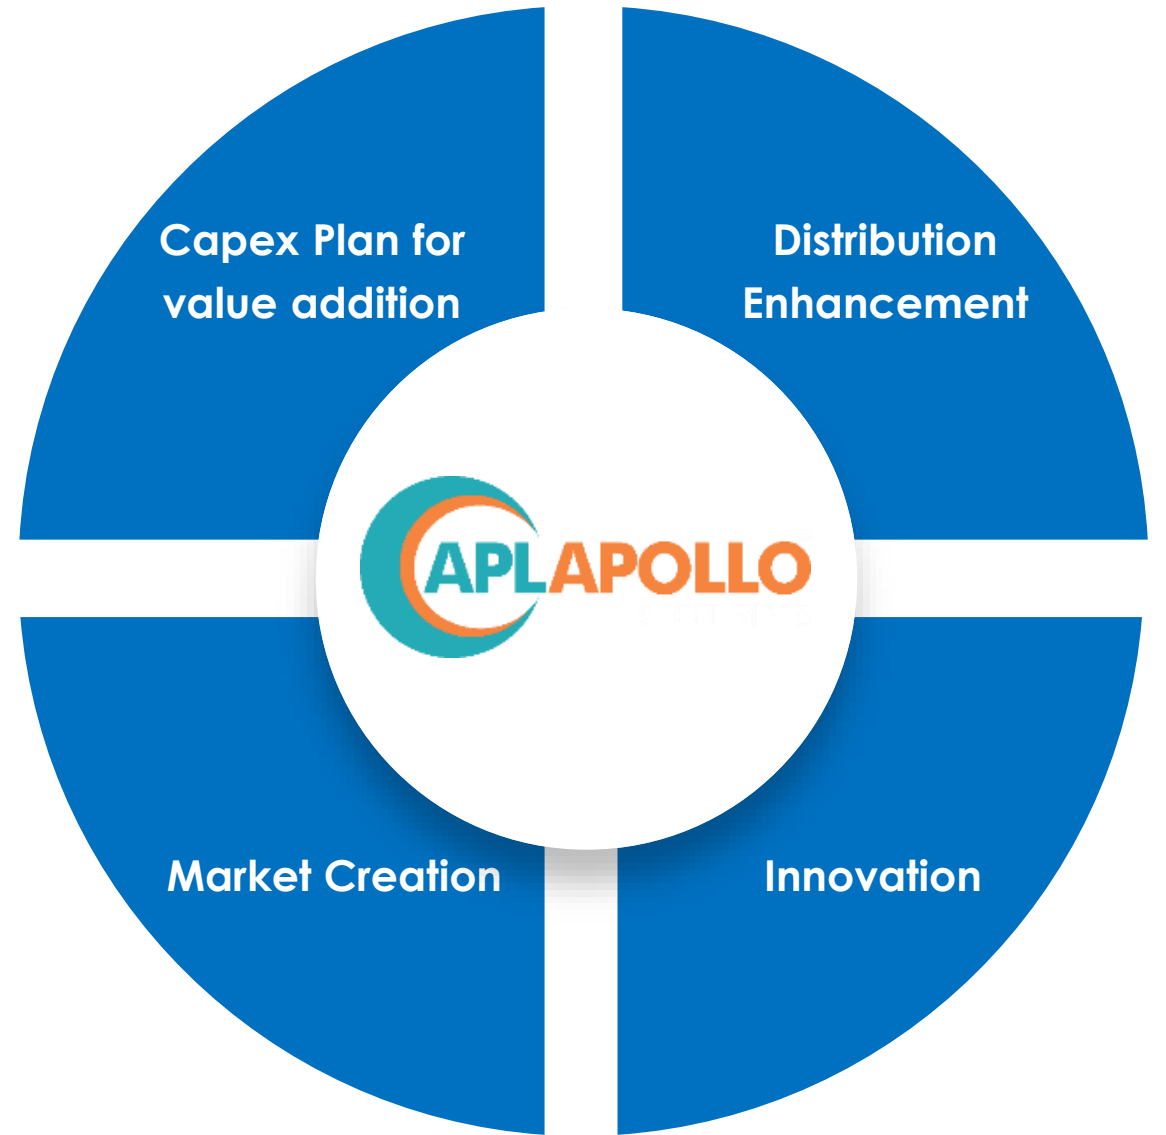 Capex Plan for
value addition
Distribution
Enhancement
APLAPOLLO
Market Creation
Innovation